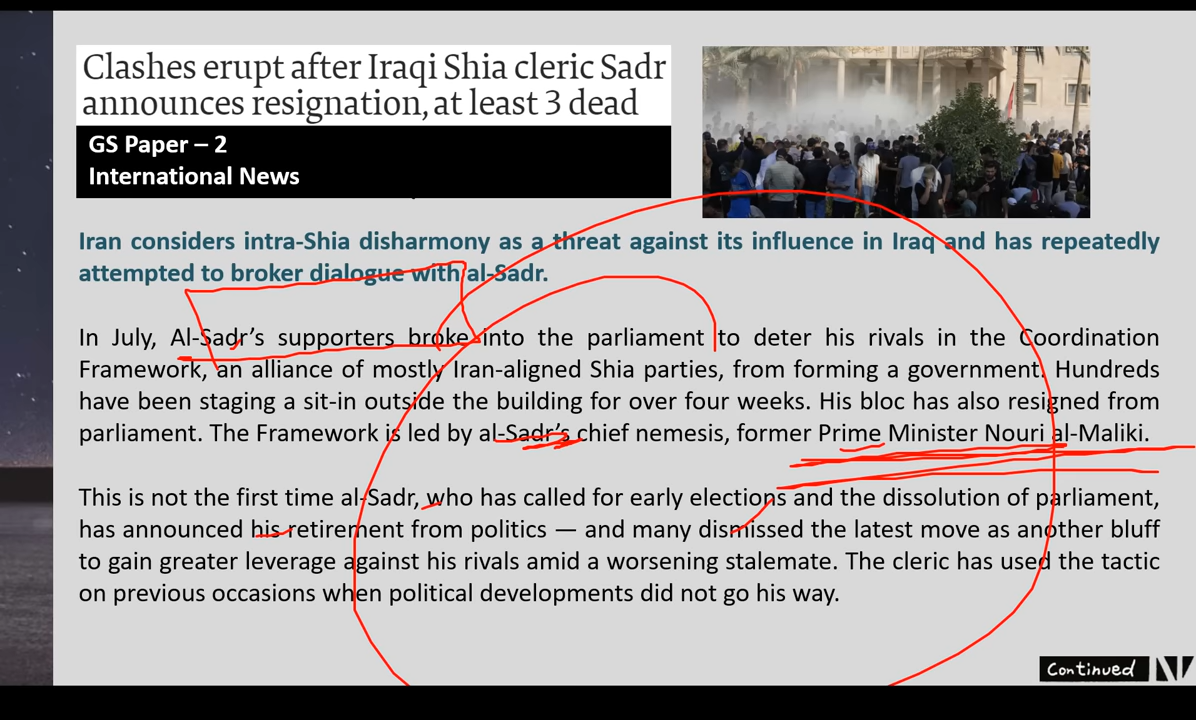 Clashes erupt after Iraqi Shia cleric Sadr
announces resignation, at least 3 dead
GS Paper – 2
International News
Iran considers intra-Shia disharmony as a threat against its influence in Iraq and has repeatedly
attempted to broker dialogue with al-Sadr.
In July, Al-Sadr’s supporters broke into the parliament to deter his rivals in the Coordination
Framework, an alliance of mostly Iran-aligned Shia parties, from forming a government. Hundreds
have been staging a sit-in outside the building for over four weeks. His bloc has also resigned from
parliament. The Framework is led by al-Sadr’s chief nemesis, former Prime Minister Nouri al-Maliki.
This is not the first time al-Sadr, who has called for early elections and the dissolution of parliament,
has announced his retirement from politics — and many dismissed the latest move as another bluff
to gain greater leverage against his rivals amid a worsening stalemate. The cleric has used the tactic
on previous occasions when political developments did not go his way.
Continued